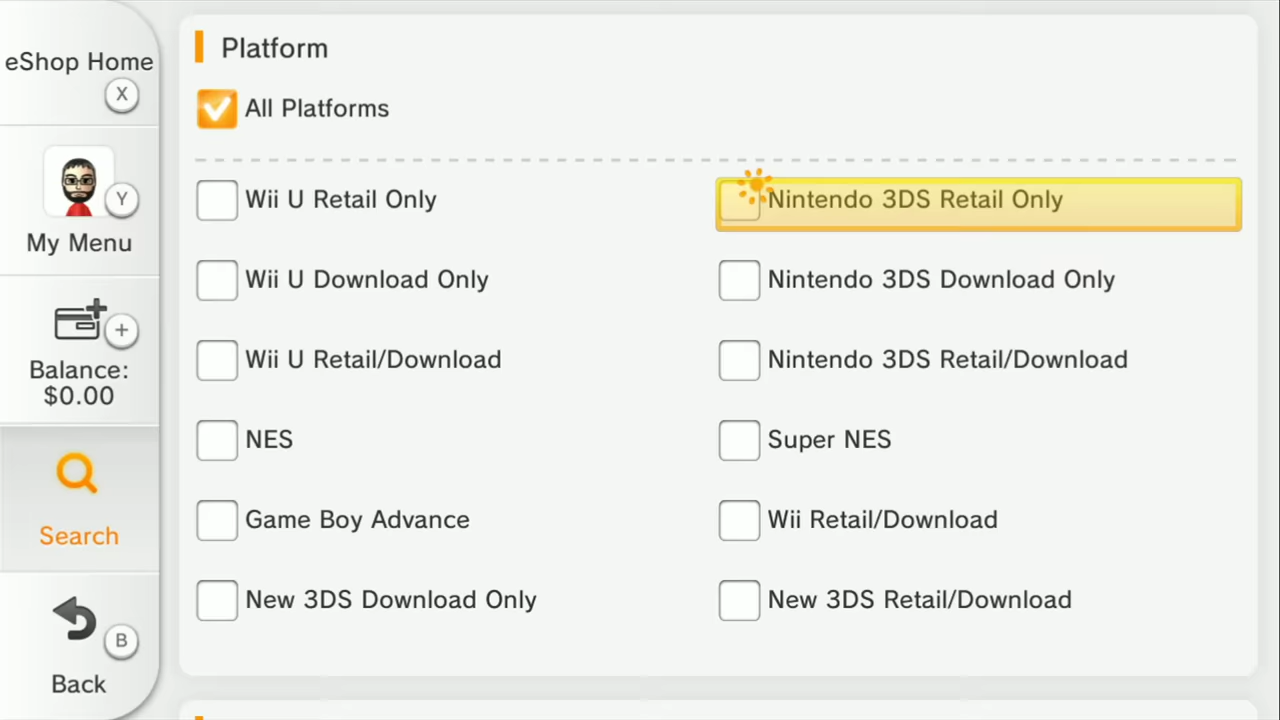 eShop Home
X
Y
My Menu
+
Balance:
$0.00
Search
B
Back
Platform
All Platforms
Wii U Retail Only
Nintendo 3DS Retail Only
Wii U Download Only
Nintendo 3DS Download Only
Wii U Retail/Download
Nintendo 3DS Retail/Download
NES
Super NES
Game Boy Advance
Wii Retail/Download
New 3DS Download Only
New 3DS Retail/Download